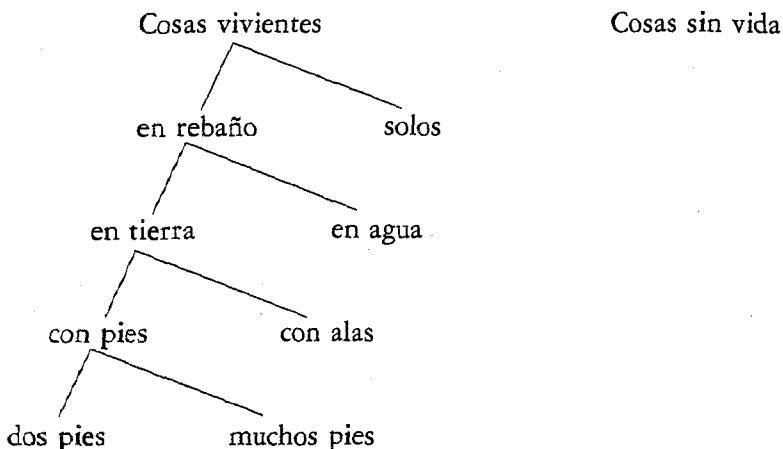 Cosas vivientes Cosas sin vida
en rebaño solos
en tierra en agua
con pies con alas
dos pies muchos pies